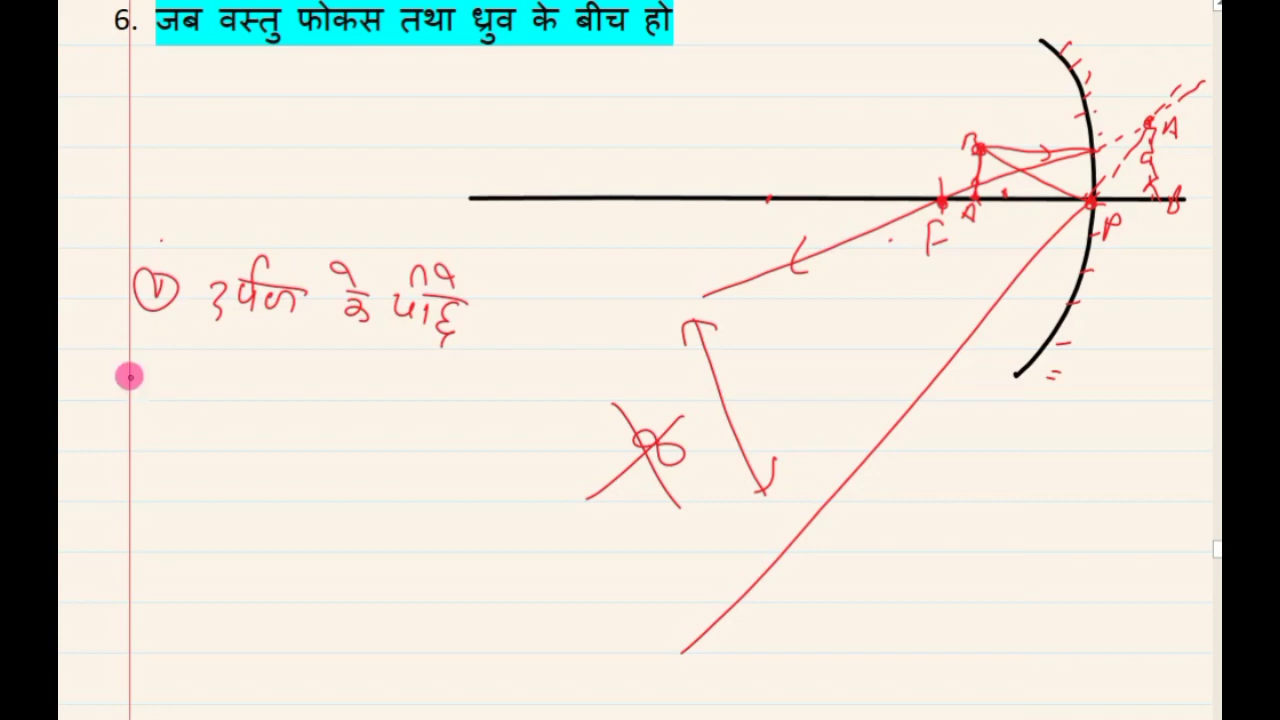 6. जब वस्तु फोकस तथा ध्रुव के बीच हो
B
A
B
A
F
P
① दर्पण के पीछे
∞